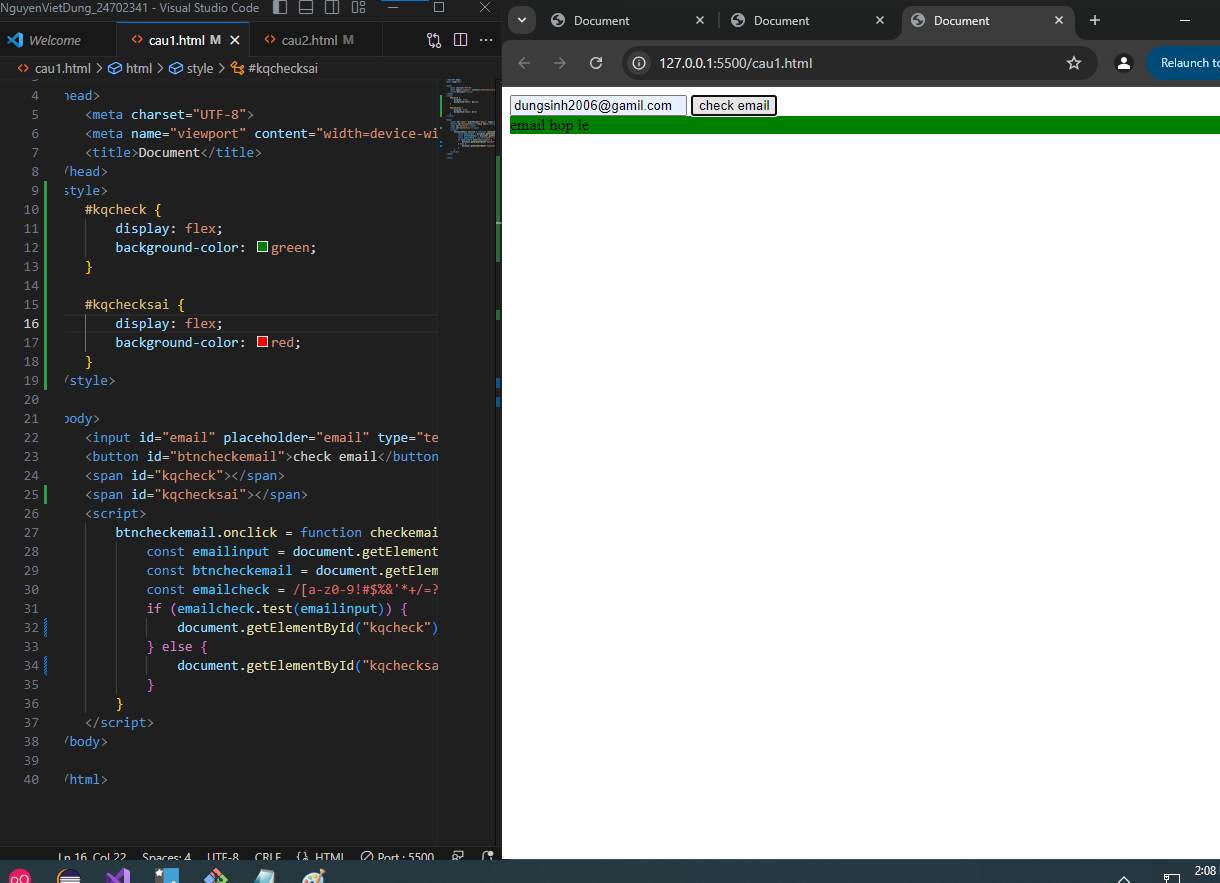 NguyenVietDung_24702341 - Visual Studio Code
Welcome
cau1.html M
cau2.html M
cau1.html > html > style > #kqchecksai
4 head>
5 <meta charset="UTF-8">
6 <meta name="viewport" content="width=device-wi
7 <title>Document</title>
8 /head>
9 style>
10 #kqcheck {
11 display: flex;
12 background-color: green;
13 }
14
15 #kqchecksai {
16 display: flex;
17 background-color: red;
18 }
19 /style>
20
21 body>
22 <input id="email" placeholder="email" type="te
23 <button id="btncheckemail">check email</button
24 <span id="kqcheck"></span>
25 <span id="kqchecksai"></span>
26 <script>
27 btncheckemail.onclick = function checkemai
28 const emailinput = document.getElement
29 const btncheckemail = document.getElem
30 const emailcheck = /[a-z0-9!#$%&'*+/=?
31 if (emailcheck.test(emailinput)) {
32 document.getElementById("kqcheck")
33 } else {
34 document.getElementById("kqchecksa
35 }
36 }
37 </script>
38 /body>
39
40 /html>
Ln 16, Col 22 Spaces: 4 UTF-8 CRLF {} HTML Port : 5500
Document
Document
Document
127.0.0.1:5500/cau1.html
Relaunch to
dungsinh2006@gamil.com
check email
email hop le
2:08